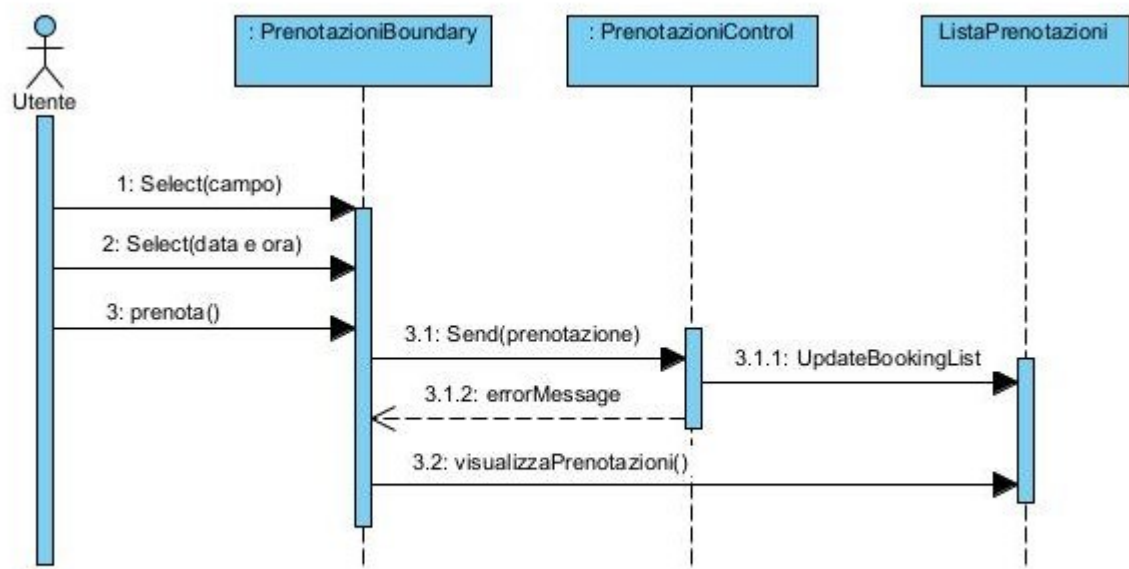 : PrenotazioniBoundary
: PrenotazioniControl
ListaPrenotazioni
Utente
1: Select(campo)
2: Select(data e ora)
3: prenota()
3.1: Send(prenotazione)
3.1.1: UpdateBookingList
3.1.2: errorMessage
3.2: visualizzaPrenotazioni()